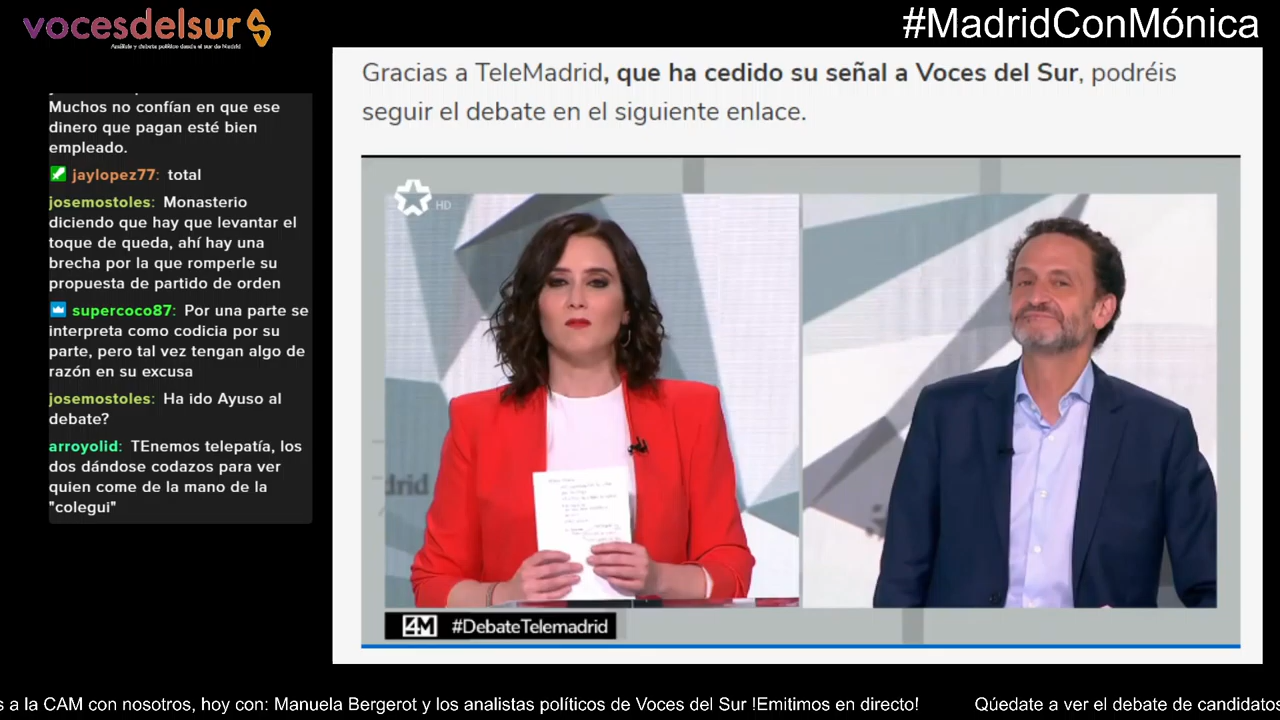 vocesdelsur
Análisis y debate político desde el sur de Madrid
#MadridConMónica
Muchos no confían en que ese
dinero que pagan esté bien
empleado.
jaylopez77: total
josemostoles: Monasterio
diciendo que hay que levantar el
toque de queda, ahí hay una
brecha por la que romperle su
propuesta de partido de orden
supercoco87: Por una parte se
interpreta como codicia por su
parte, pero tal vez tengan algo de
razón en su excusa
josemostoles: Ha ido Ayuso al
debate?
arroyolid: TEnemos telepatía, los
dos dándose codazos para ver
quien come de la mano de la
"colegui"
Gracias a TeleMadrid, que ha cedido su señal a Voces del Sur, podréis
seguir el debate en el siguiente enlace.
HD
drid
4M #DebateTelemadrid
s a la CAM con nosotros, hoy con: Manuela Bergerot y los analistas políticos de Voces del Sur !Emitimos en directo! Qúedate a ver el debate de candidatos